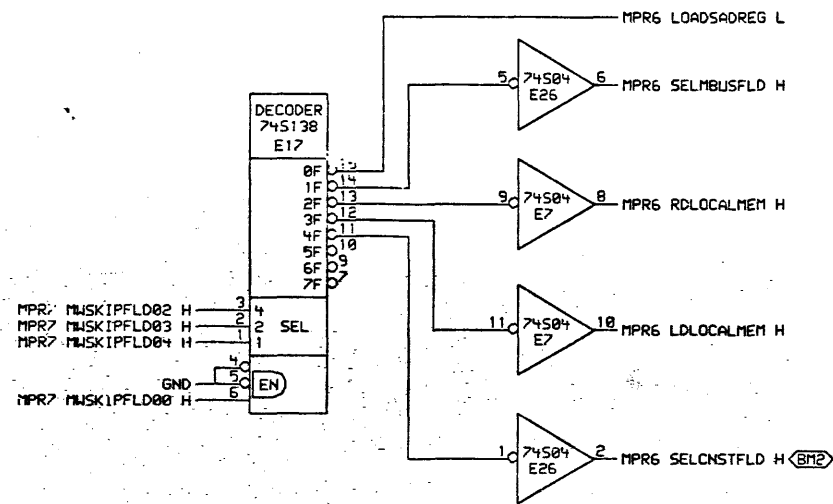 MPR6 LOADSADREG L
5 74S04 6 MPR6 SELMBUSFLD H
E26
DECODER
74S138
E17
0F 15
1F 14
2F 13
3F 12
4F 11
5F 10
6F 9
7F 7
9 74S04 8 MPR6 RDLOCALMEM H
E7
MPR7 MWSKIPFLD02 H 3 4
MPR7 MWSKIPFLD03 H 2 2 SEL
MPR7 MWSKIPFLD04 H 1 1
11 74S04 10 MPR6 LDLOCALMEM H
E7
4
GND 5 EN
MPR7 MWSKIPFLD00 H 6
1 74S04 2 MPR6 SELCNSTFLD H BM2
E26